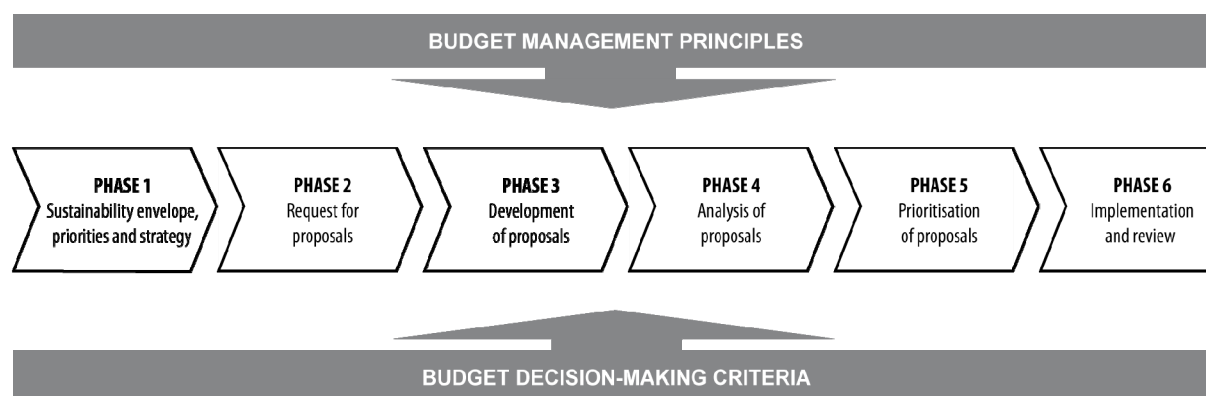 BUDGET MANAGEMENT PRINCIPLES
PHASE 1
Sustainability envelope,
priorities and strategy
PHASE 2
Request for
proposals
PHASE 3
Development
of proposals
PHASE 4
Analysis of
proposals
PHASE 5
Prioritisation
of proposals
PHASE 6
Implementation
and review
BUDGET DECISION-MAKING CRITERIA